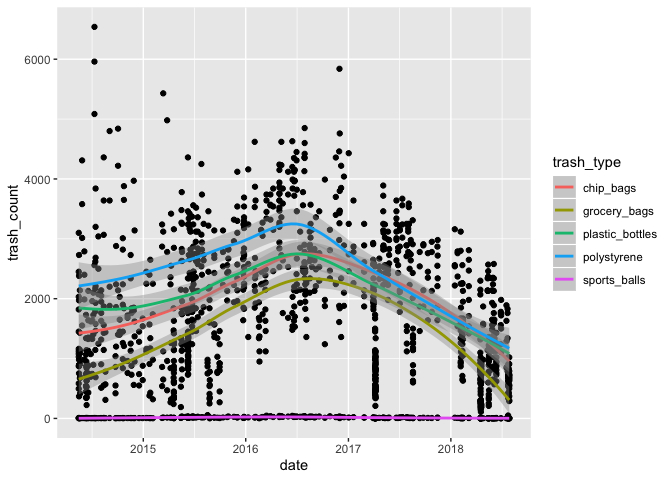 6000
4000
2000
0
trash_count
2015
2016
2017
2018
date
trash_type
chip_bags
grocery_bags
plastic_bottles
polystyrene
sports_balls